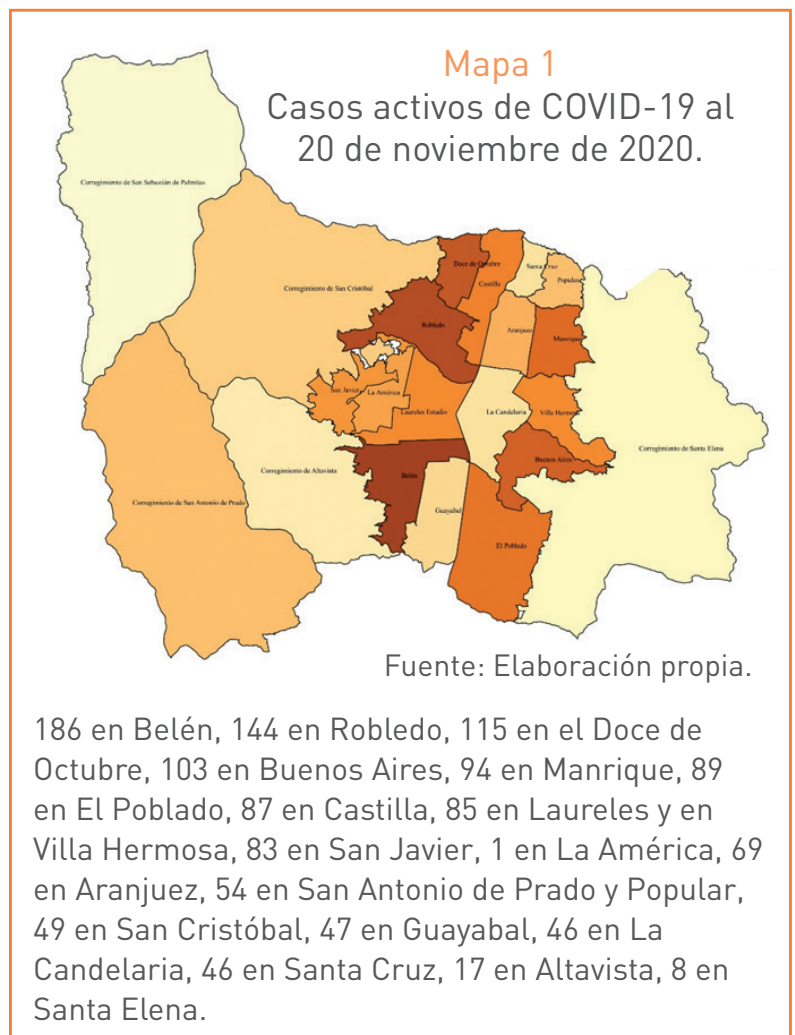 Mapa 1
Casos activos de COVID-19 al
20 de noviembre de 2020.
Corregimiento de San Sebastián de Palmitas
Corregimiento de San Cristóbal
Doce de Octubre
Castilla
Santa Cruz
Popular
Robledo
Aranjuez
Manrique
San Javier
La América
Laureles Estadio
La Candelaria
Villa Hermosa
Corregimiento de Santa Elena
Corregimiento de Altavista
Belén
Buenos Aires
Corregimiento de San Antonio de Prado
Guayabal
El Poblado
Fuente: Elaboración propia.
186 en Belén, 144 en Robledo, 115 en el Doce de
Octubre, 103 en Buenos Aires, 94 en Manrique, 89
en El Poblado, 87 en Castilla, 85 en Laureles y en
Villa Hermosa, 83 en San Javier, 1 en La América, 69
en Aranjuez, 54 en San Antonio de Prado y Popular,
49 en San Cristóbal, 47 en Guayabal, 46 en La
Candelaria, 46 en Santa Cruz, 17 en Altavista, 8 en
Santa Elena.